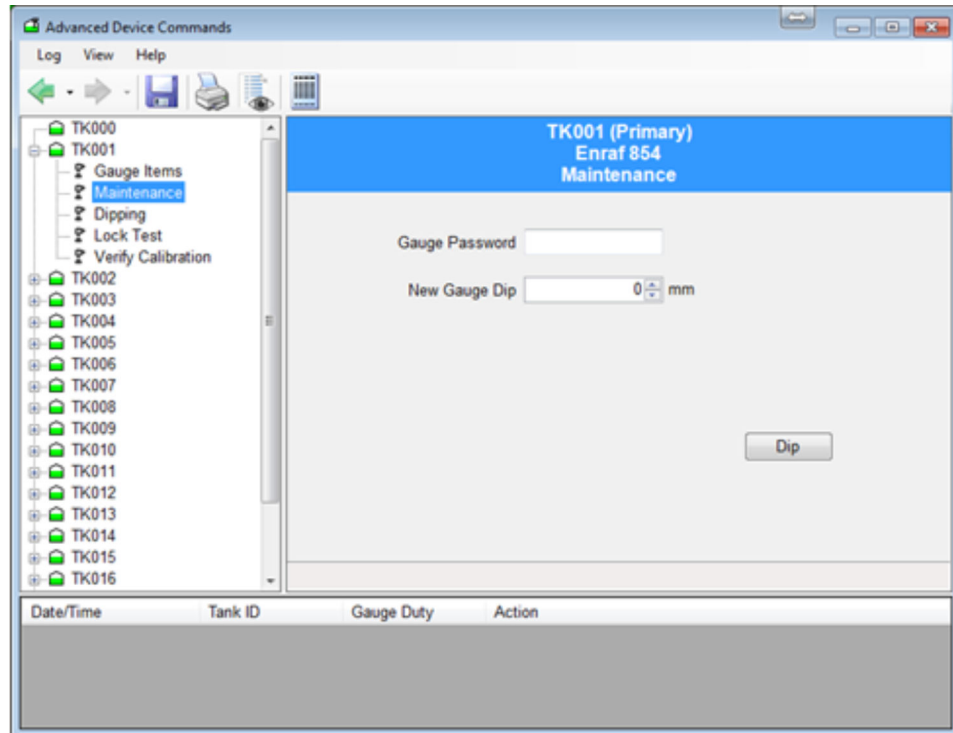 Advanced Device Commands
Log View Help
TK000
TK001
Gauge Items
Maintenance
Dipping
Lock Test
Verify Calibration
TK002
TK003
TK004
TK005
TK006
TK007
TK008
TK009
TK010
TK011
TK012
TK013
TK014
TK015
TK016
TK001 (Primary)
Enraf 854
Maintenance
Gauge Password
New Gauge Dip 0 mm
Dip
Date/Time Tank ID Gauge Duty Action